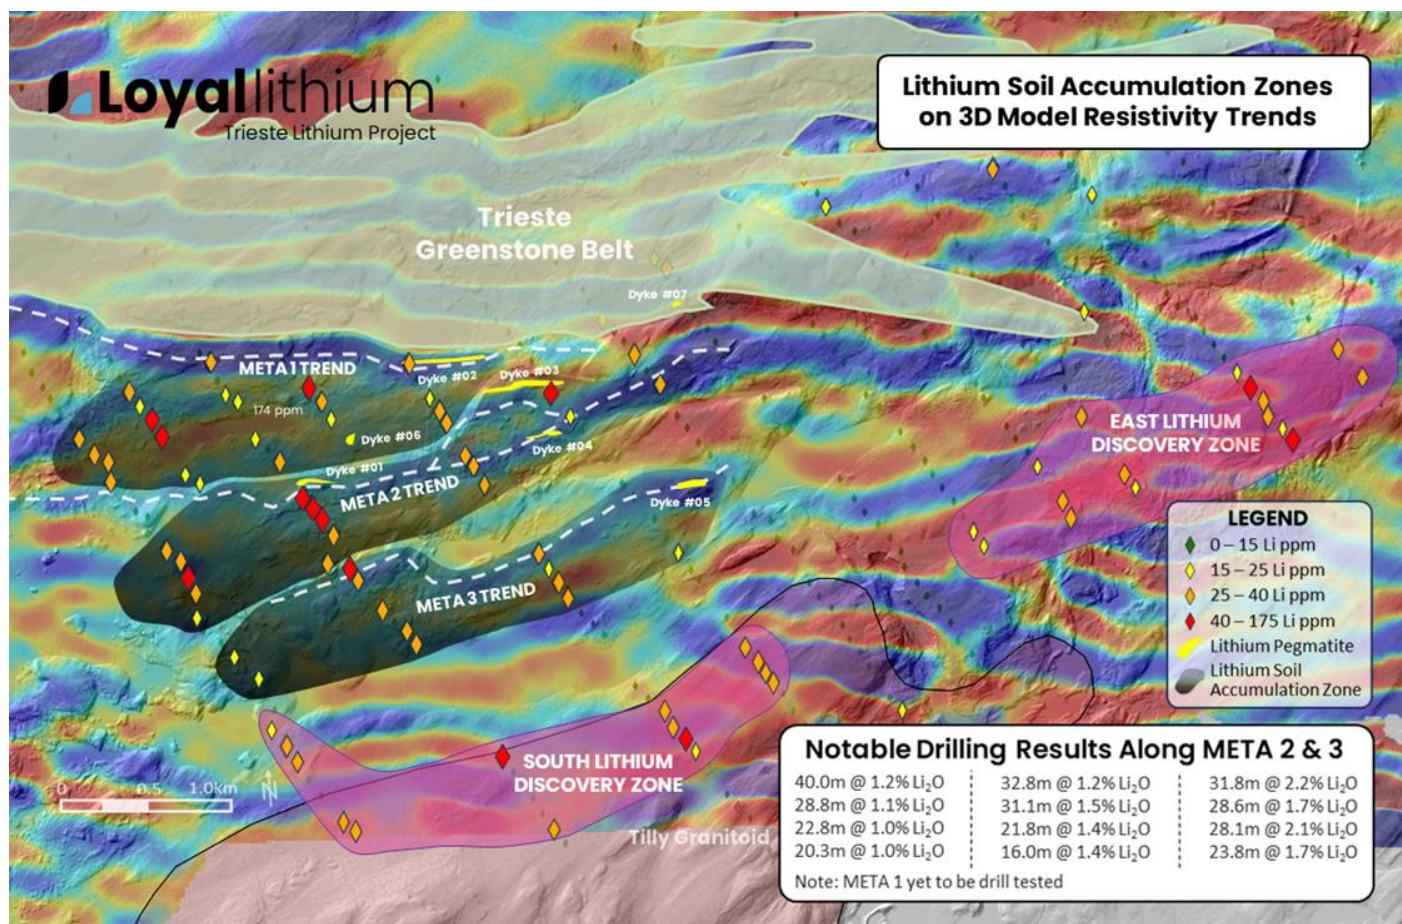 Loyallithium
Trieste Lithium Project
Lithium Soil Accumulation Zones
on 3D Model Resistivity Trends
Trieste
Greenstone Belt
Dyke #07
META 1 TREND
Dyke #02
Dyke #03
174 ppm
Dyke #06
Dyke #04
Dyke #01
META 2 TREND
Dyke #05
META 3 TREND
EAST LITHIUM
DISCOVERY ZONE
LEGEND
0 – 15 Li ppm
15 – 25 Li ppm
25 – 40 Li ppm
40 – 175 Li ppm
Lithium Pegmatite
Lithium Soil
Accumulation Zone
SOUTH LITHIUM
DISCOVERY ZONE
0 0.5 1.0km
N
Tilly Granitoid
Notable Drilling Results Along META 2 & 3
40.0m @ 1.2% Li₂O 32.8m @ 1.2% Li₂O 31.8m @ 2.2% Li₂O
28.8m @ 1.1% Li₂O 31.1m @ 1.5% Li₂O 28.6m @ 1.7% Li₂O
22.8m @ 1.0% Li₂O 21.8m @ 1.4% Li₂O 28.1m @ 2.1% Li₂O
20.3m @ 1.0% Li₂O 16.0m @ 1.4% Li₂O 23.8m @ 1.7% Li₂O
Note: META 1 yet to be drill tested